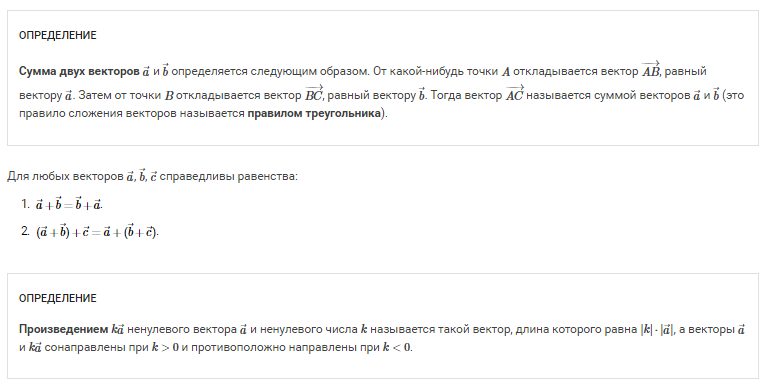 ОПРЕДЕЛЕНИЕ
Сумма двух векторов $\vec{a}$ и $\vec{b}$ определяется следующим образом. От какой-нибудь точки $A$ откладывается вектор $\overrightarrow{AB}$, равный
вектору $\vec{a}$. Затем от точки $B$ откладывается вектор $\overrightarrow{BC}$, равный вектору $\vec{b}$. Тогда вектор $\overrightarrow{AC}$ называется суммой векторов $\vec{a}$ и $\vec{b}$ (это
правило сложения векторов называется правилом треугольника).
Для любых векторов $\vec{a}, \vec{b}, \vec{c}$ справедливы равенства:
1. $\vec{a}+\vec{b}=\vec{b}+\vec{a}$.
2. $(\vec{a}+\vec{b})+\vec{c}=\vec{a}+(\vec{b}+\vec{c})$.
ОПРЕДЕЛЕНИЕ
Произведением $k\vec{a}$ ненулевого вектора $\vec{a}$ и ненулевого числа $k$ называется такой вектор, длина которого равна $|k|\cdot|\vec{a}|$, а векторы $\vec{a}$
и $k\vec{a}$ сонаправлены при $k>0$ и противоположно направлены при $k<0$.